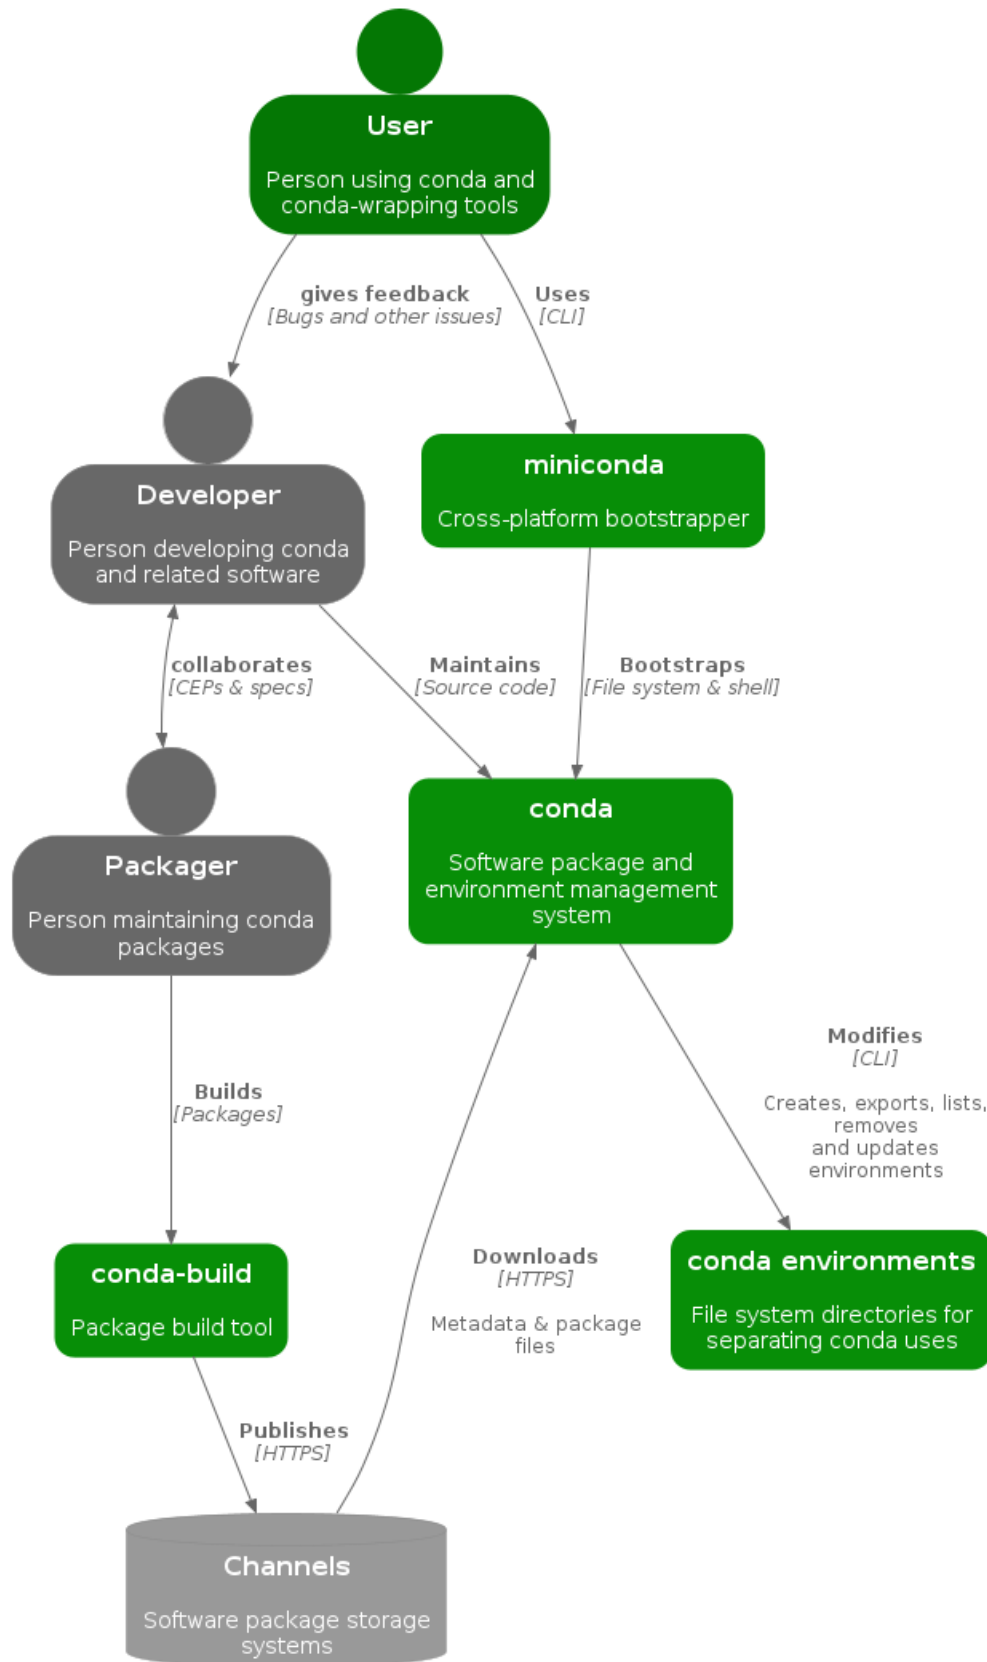 User
Person using conda and
conda-wrapping tools
gives feedback
[Bugs and other issues]
Uses
[CLI]
Developer
Person developing conda
and related software
miniconda
Cross-platform bootstrapper
collaborates
[CEPs & specs]
Maintains
[Source code]
Bootstraps
[File system & shell]
Packager
Person maintaining conda
packages
conda
Software package and
environment management
system
Builds
[Packages]
Modifies
[CLI]
Creates, exports, lists,
removes
and updates
environments
conda-build
Package build tool
Downloads
[HTTPS]
Metadata & package
files
conda environments
File system directories for
separating conda uses
Publishes
[HTTPS]
Channels
Software package storage
systems